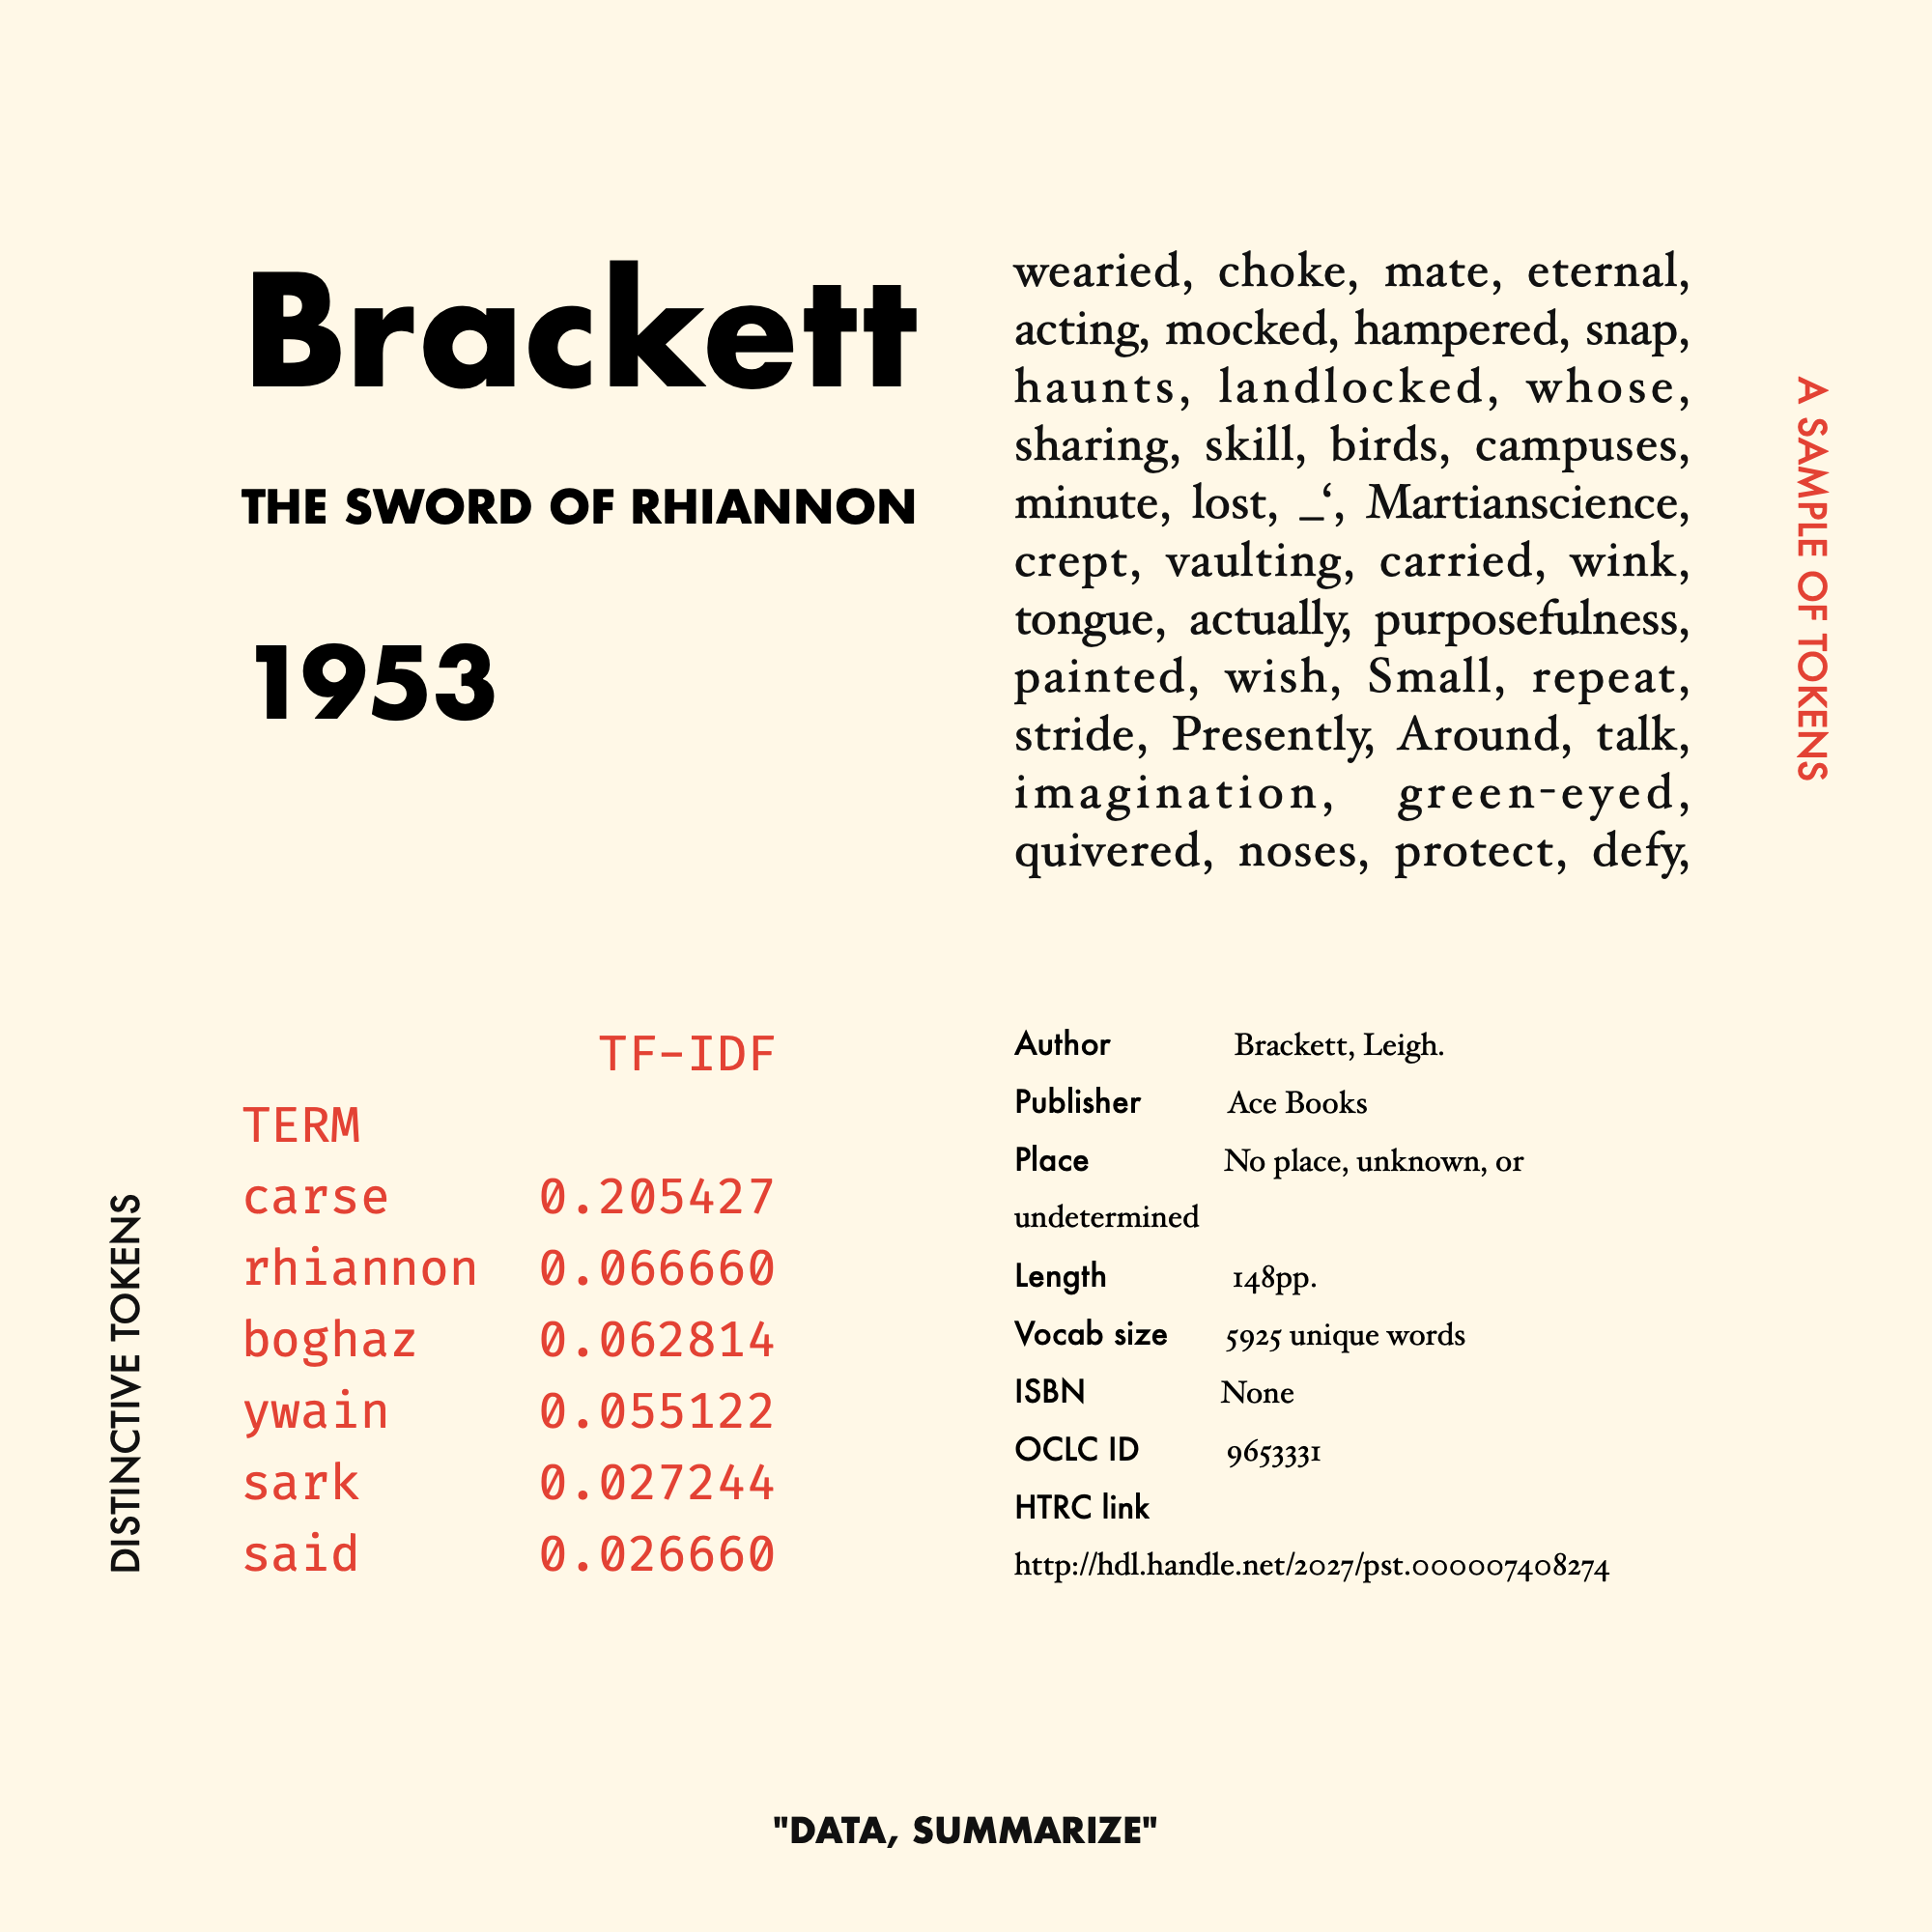 Brackett
THE SWORD OF RHIANNON
1953
wearied, choke, mate, eternal,
acting, mocked, hampered, snap,
haunts, landlocked, whose,
sharing, skill, birds, campuses,
minute, lost, _‘, Martianscience,
crept, vaulting, carried, wink,
tongue, actually, purposefulness,
painted, wish, Small, repeat,
stride, Presently, Around, talk,
imagination, green-eyed,
quivered, noses, protect, defy,
A SAMPLE OF TOKENS
DISTINCTIVE TOKENS
TF-IDF
TERM
carse 0.205427
rhiannon 0.066660
boghaz 0.062814
ywain 0.055122
sark 0.027244
said 0.026660
Author Brackett, Leigh.
Publisher Ace Books
Place No place, unknown, or
undetermined
Length 148pp.
Vocab size 5925 unique words
ISBN None
OCLC ID 9653331
HTRC link
http://hdl.handle.net/2027/pst.000007408274
"DATA, SUMMARIZE"